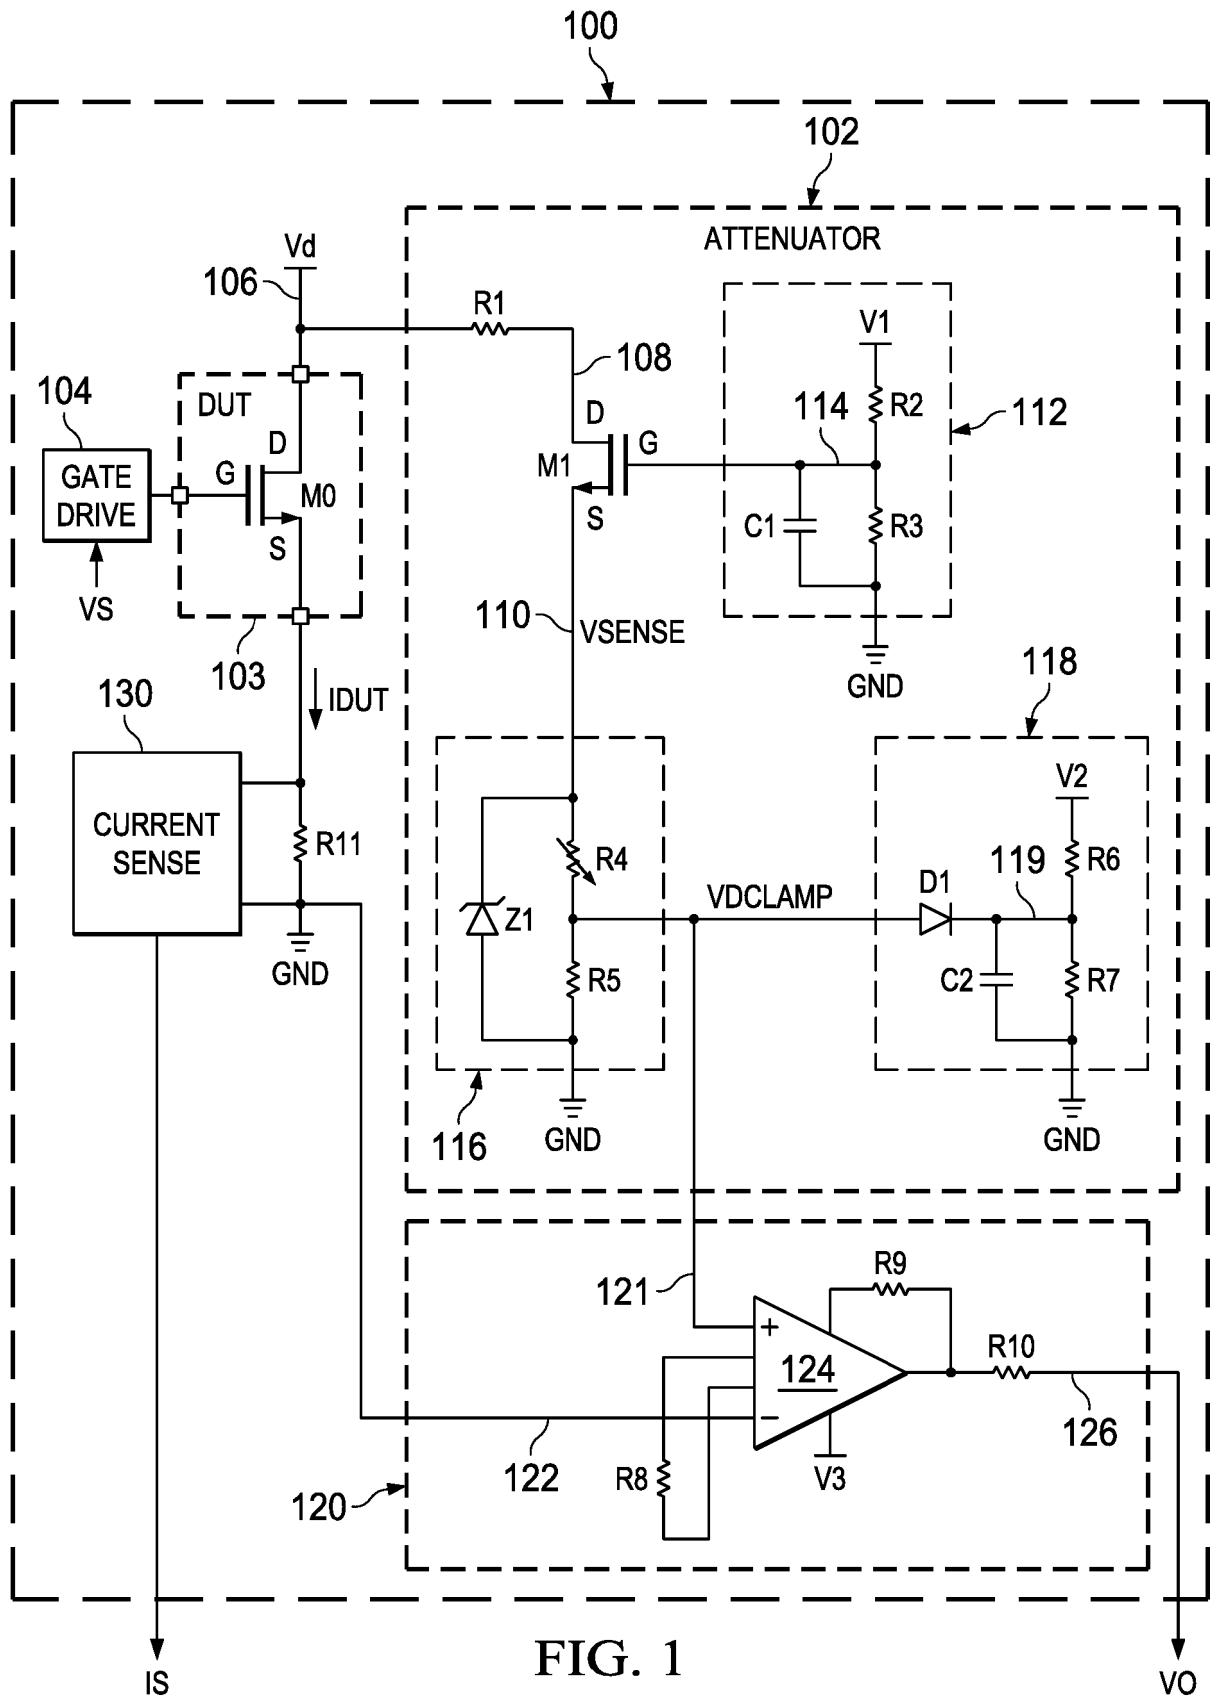 100
102
ATTENUATOR
Vd
106
R1
V1
108
104
DUT
D
D
R2
114
112
G
M1
GATE
DRIVE
G
M0
S
C1
R3
S
VS
110
VSENSE
103
GND
118
130
IDUT
V2
CURRENT
SENSE
R11
R4
R6
VDCLAMP
D1
119
Z1
GND
R5
C2
R7
116
GND
GND
121
R9
+
124
R10
−
122
R8
V3
126
120
FIG. 1
IS
VO